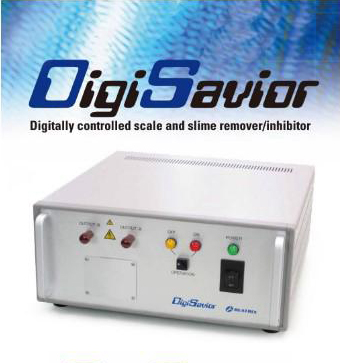 DigiSavior
Digitally controlled scale and slime remover/inhibitor
OUTPUT B
OUTPUT A
OFF
ON
POWER
OPERATION
DigiSavior